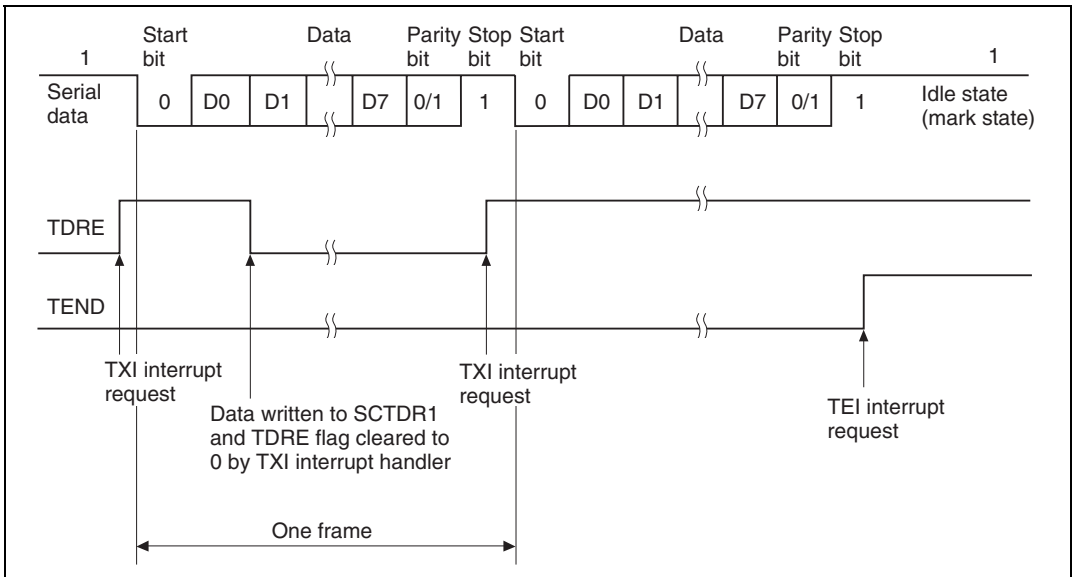 Start bit Data Parity bit Stop bit Start bit Data Parity bit Stop bit
1 1
Serial data 0 D0 D1 D7 0/1 1 0 D0 D1 D7 0/1 1 Idle state (mark state)
TDRE
TEND
TXI interrupt request
Data written to SCTDR1
and TDRE flag cleared to
0 by TXI interrupt handler
TXI interrupt request
TEI interrupt request
One frame